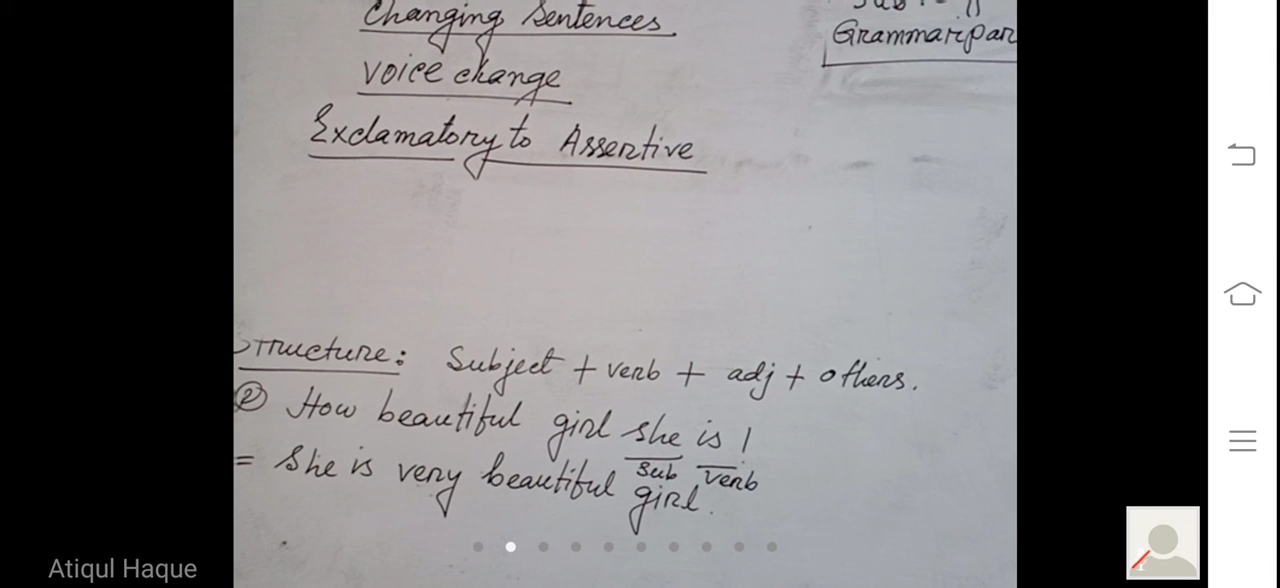 Changing Sentences
Grammar par
voice change
Exclamatory to Assertive
Structure: Subject + verb + adj + others.
② How beautiful girl she is !
sub verb
= She is very beautiful girl.
Atiqul Haque